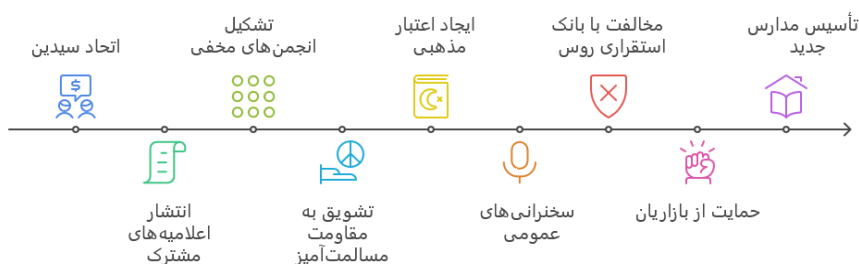 اتحاد سیدین
انتشار
اعلامیه‌های
مشترک
تشکیل
انجمن‌های مخفی
تشویق به
مقاومت
مسالمت‌آمیز
ایجاد اعتبار
مذهبی
سخنرانی‌های
عمومی
مخالفت با بانک
استقراری روس
حمایت از بازاریان
تأسیس مدارس
جدید